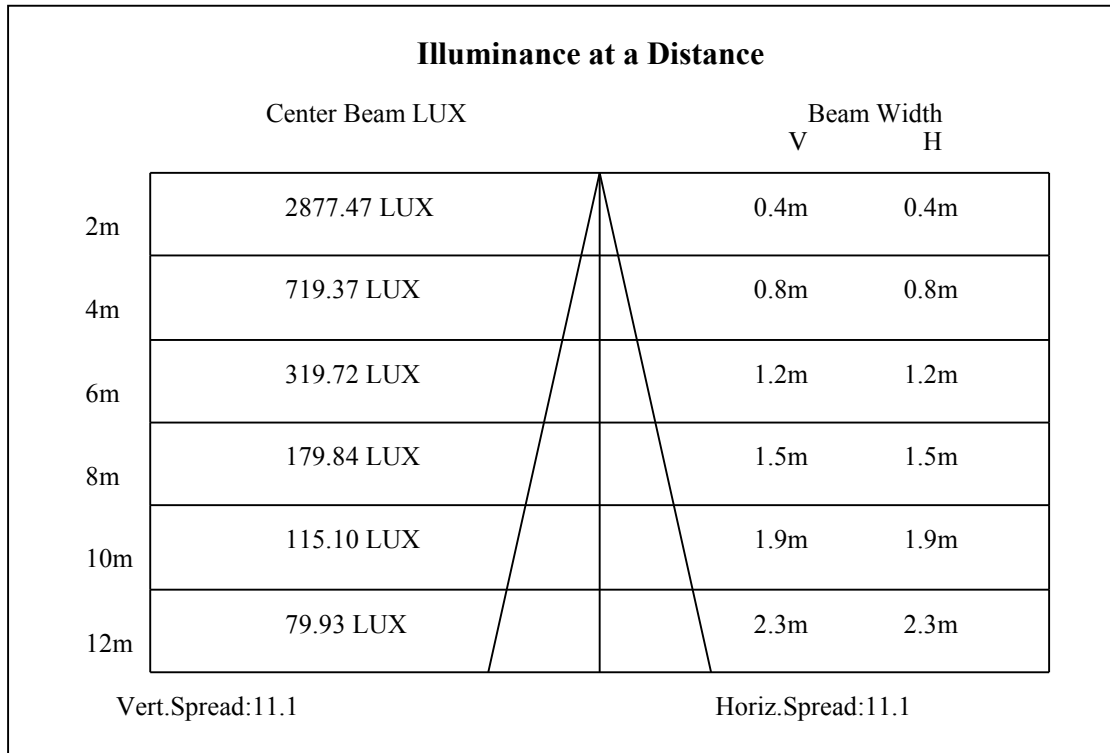 Illuminance at a Distance
Center Beam LUX Beam Width
V H
2m 2877.47 LUX 0.4m 0.4m
4m 719.37 LUX 0.8m 0.8m
6m 319.72 LUX 1.2m 1.2m
8m 179.84 LUX 1.5m 1.5m
10m 115.10 LUX 1.9m 1.9m
12m 79.93 LUX 2.3m 2.3m
Vert.Spread:11.1 Horiz.Spread:11.1